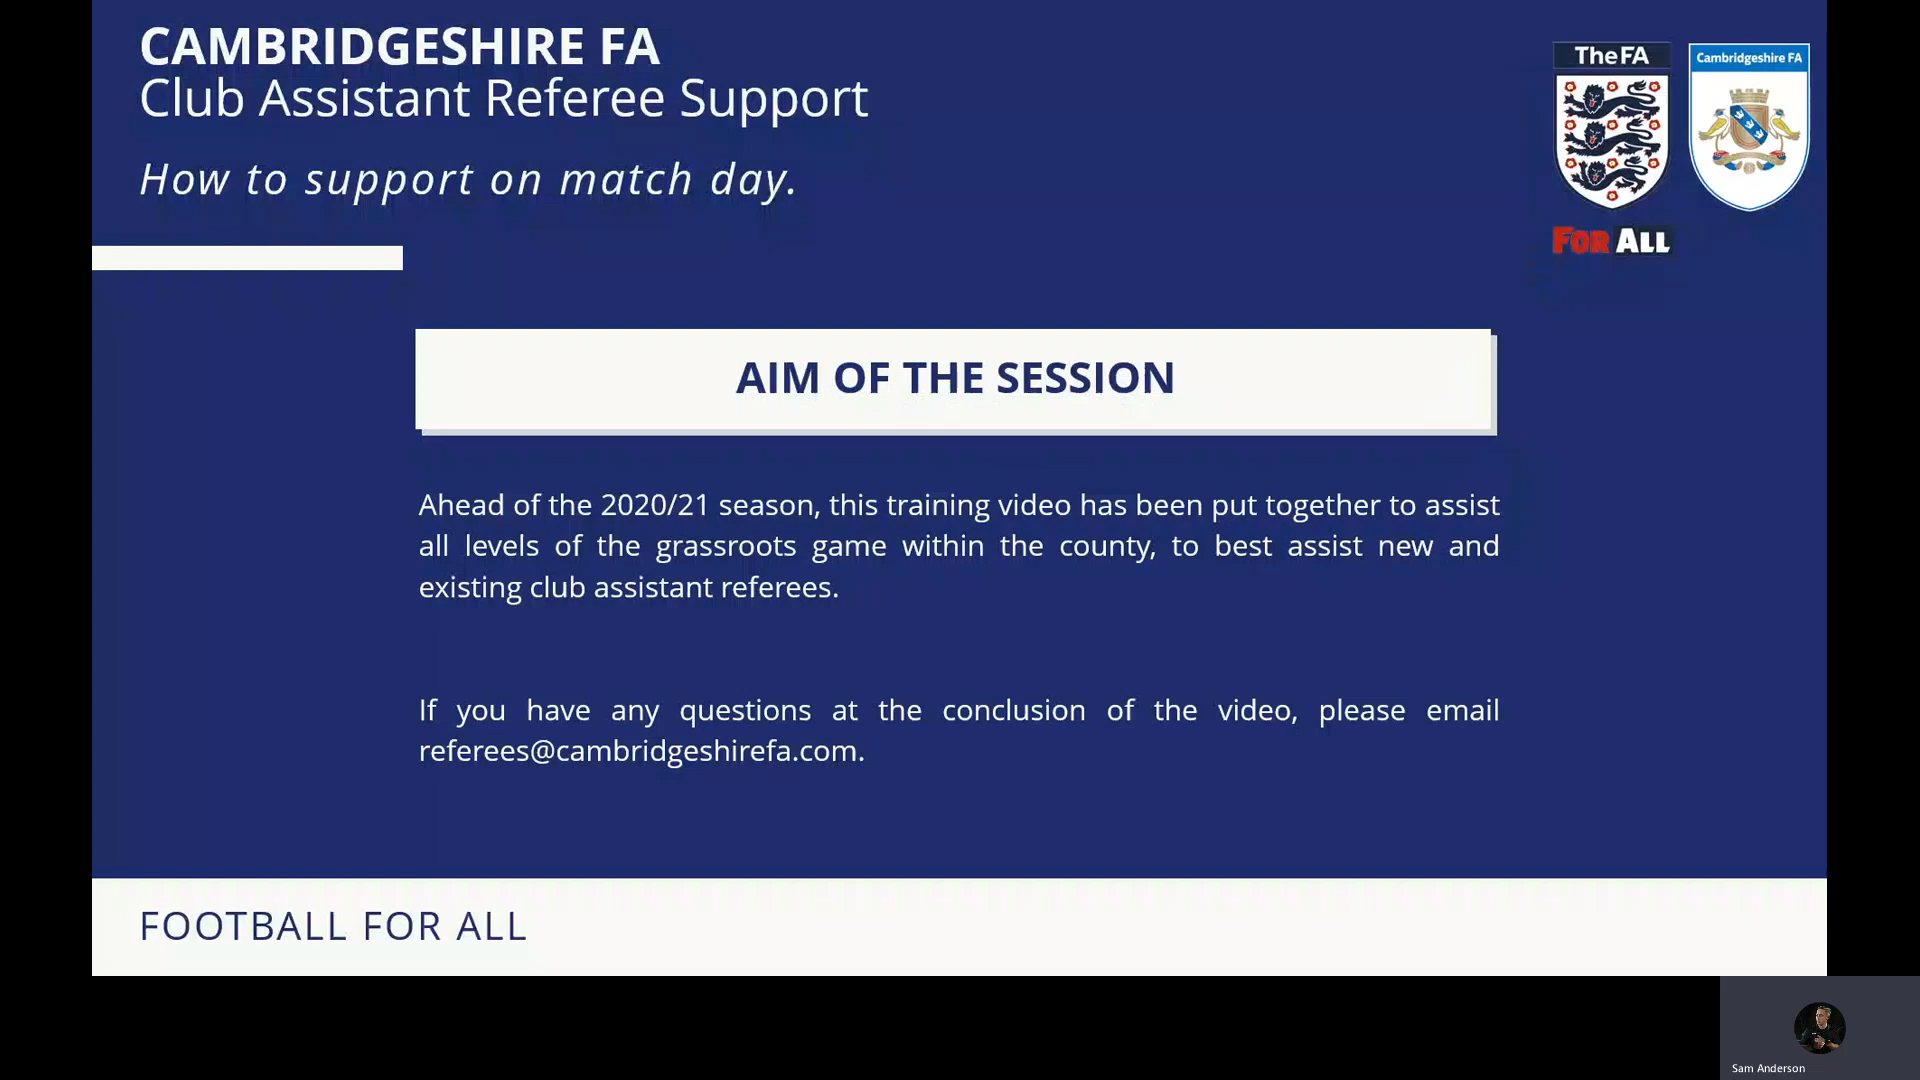 CAMBRIDGESHIRE FA
Club Assistant Referee Support
How to support on match day.
TheFA
Cambridgeshire FA
FOR ALL
AIM OF THE SESSION
Ahead of the 2020/21 season, this training video has been put together to assist
all levels of the grassroots game within the county, to best assist new and
existing club assistant referees.
If you have any questions at the conclusion of the video, please email
referees@cambridgeshirefa.com.
FOOTBALL FOR ALL
Sam Anderson